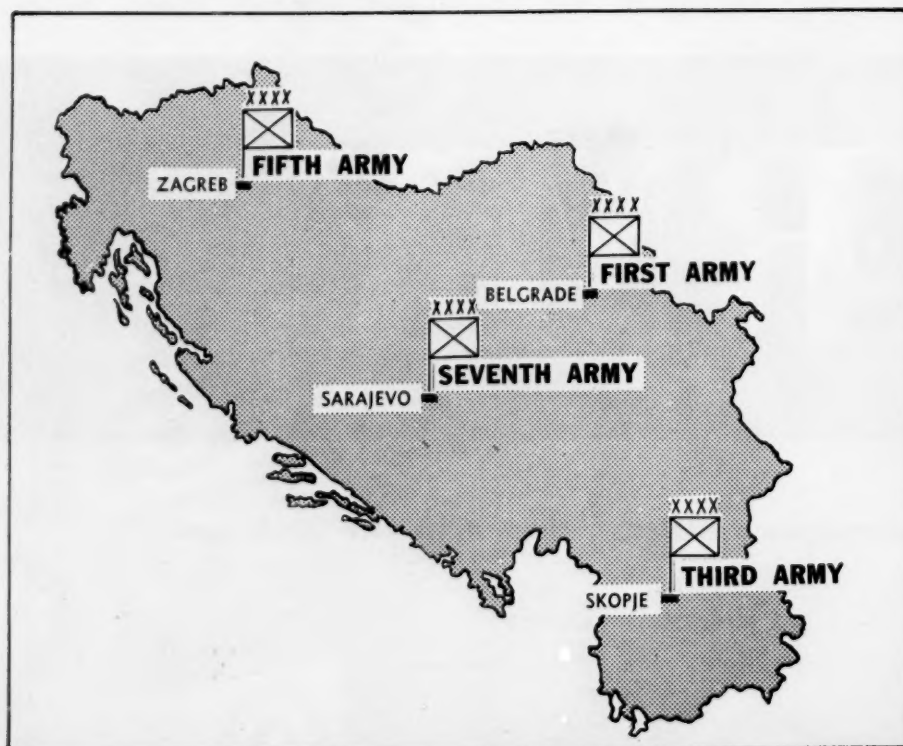 XXXX
FIFTH ARMY
ZAGREB
XXXX
FIRST ARMY
BELGRADE
XXXX
SEVENTH ARMY
SARAJEVO
XXXX
THIRD ARMY
SKOPJE